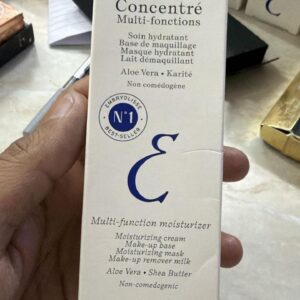 Concentré
Multi-fonctions
Soin hydratant
Base de maquillage
Masque hydratant
Lait démaquillant
Aloe Vera • Karité
Non comédogène
EMBRYOLISSE
N°1
BEST-SELLER
ε
Multi-function moisturizer
Moisturizing cream
Make-up base
Moisturizing mask
Make-up remover milk
Aloe Vera • Shea Butter
Non-comedogenic